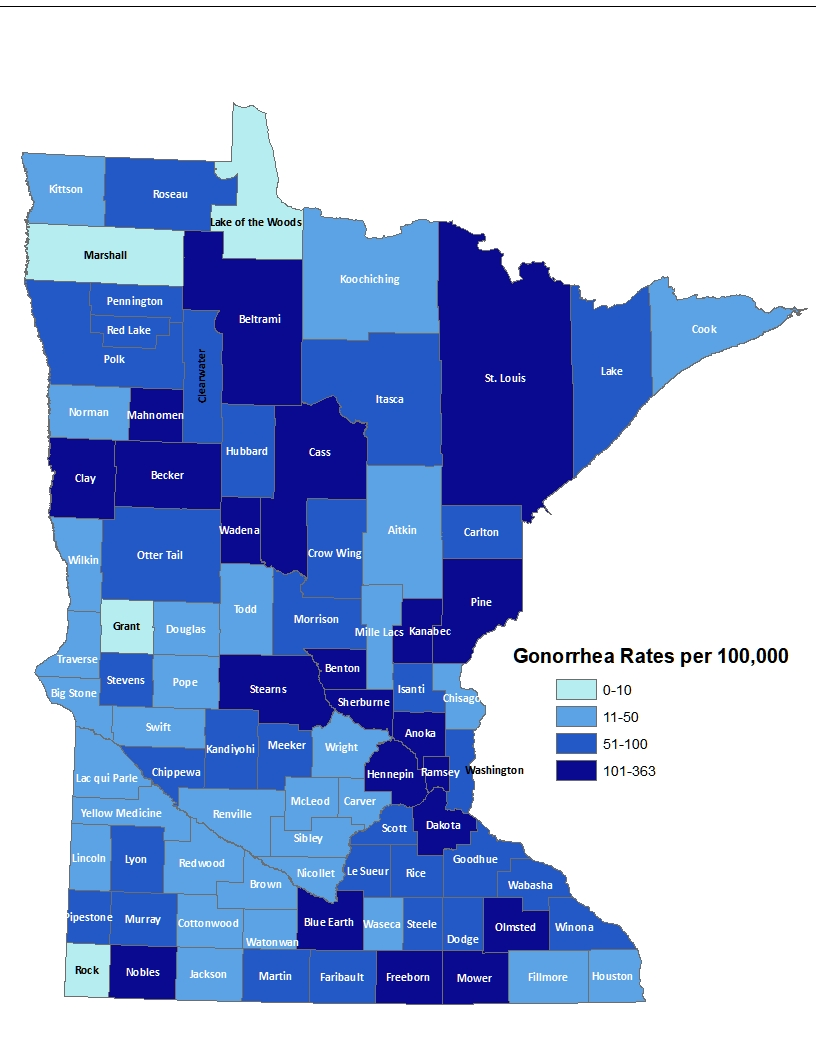 Kittson
Roseau
Lake of the Woods
Marshall
Koochiching
Pennington
Beltrami
Red Lake
Cook
Polk
Clearwater
Lake
St. Louis
Itasca
Norman
Mahnomen
Hubbard
Cass
Clay
Becker
Wadena
Aitkin
Carlton
Crow Wing
Otter Tail
Wilkin
Pine
Todd
Morrison
Grant
Douglas
Mille Lacs
Kanabec
Gonorrhea Rates per 100,000
0-10
11-50
51-100
101-363
Traverse
Benton
Stevens
Pope
Stearns
Isanti
Big Stone
Chisago
Sherburne
Swift
Anoka
Kandiyohi
Meeker
Wright
Chippewa
Hennepin
Ramsey
Washington
Lac qui Parle
McLeod
Carver
Yellow Medicine
Renville
Scott
Dakota
Sibley
Lincoln
Lyon
Redwood
Goodhue
Nicollet
Le Sueur
Rice
Brown
Wabasha
Pipestone
Murray
Cottonwood
Blue Earth
Waseca
Steele
Olmsted
Winona
Dodge
Watonwan
Rock
Nobles
Jackson
Martin
Faribault
Freeborn
Mower
Fillmore
Houston